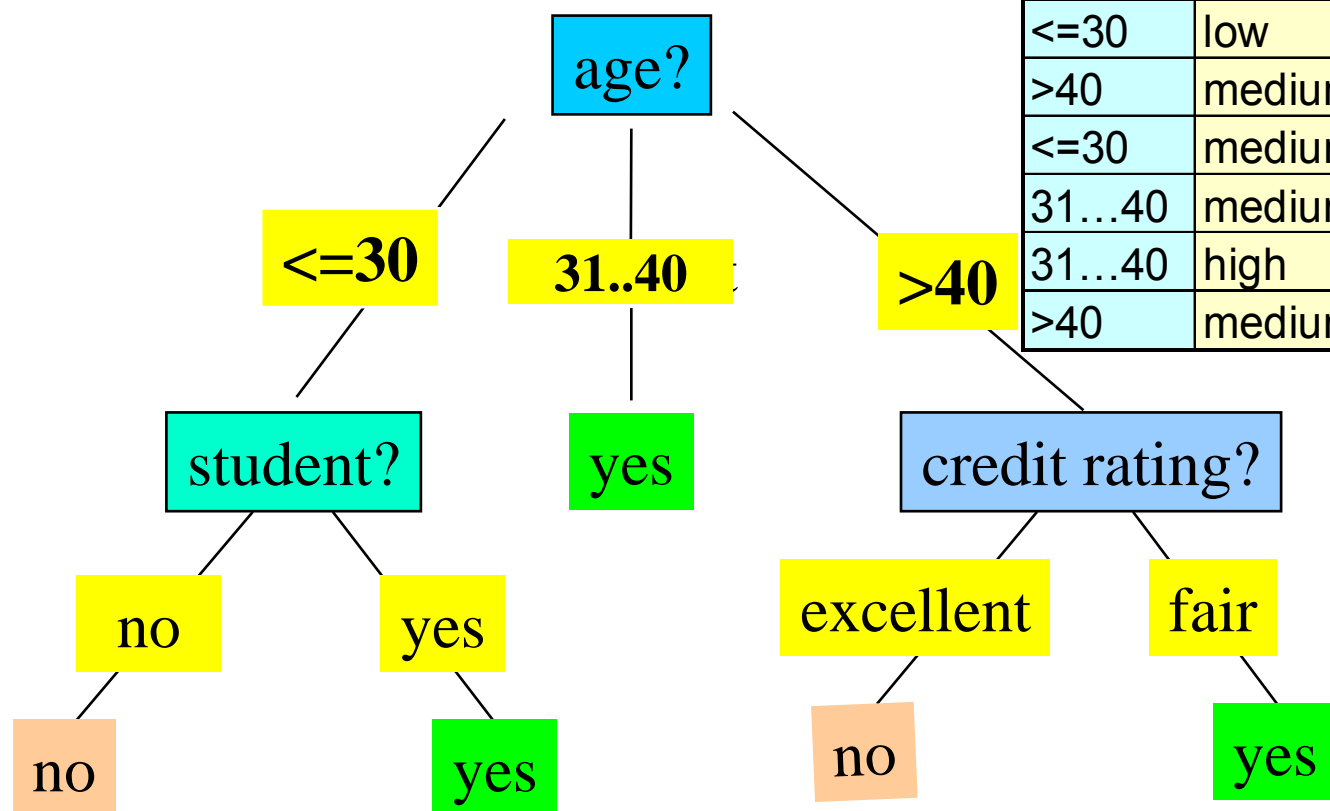 age?
<=30 low
>40
<=30
31…40
31…40 high
>40
<=30
31..40
>40
student?
yes
credit rating?
no
yes
excellent
fair
no
yes
no
yes